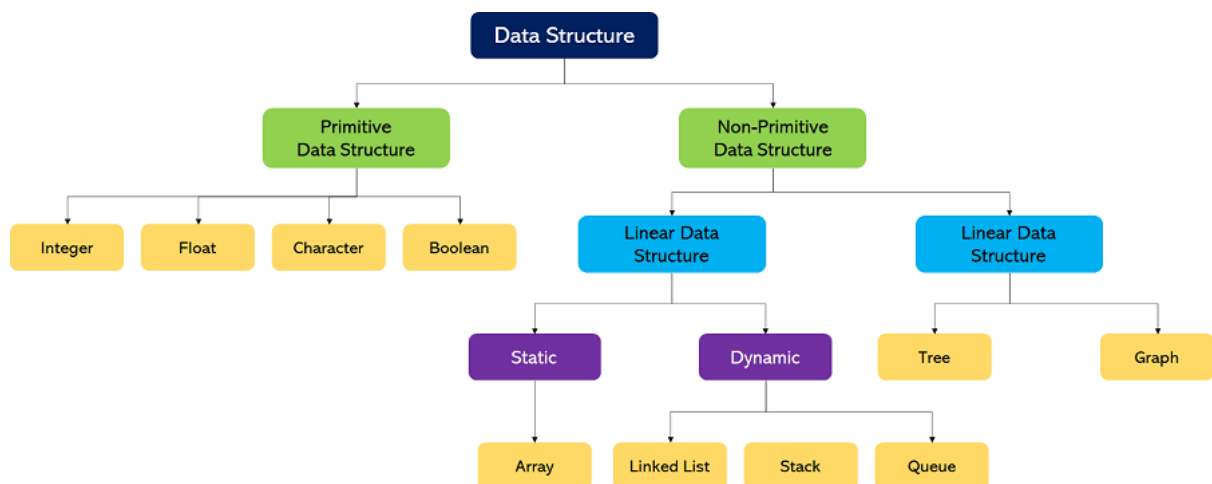 Data Structure
Primitive
Data Structure
Non-Primitive
Data Structure
Integer
Float
Character
Boolean
Linear Data
Structure
Linear Data
Structure
Static
Dynamic
Tree
Graph
Array
Linked List
Stack
Queue